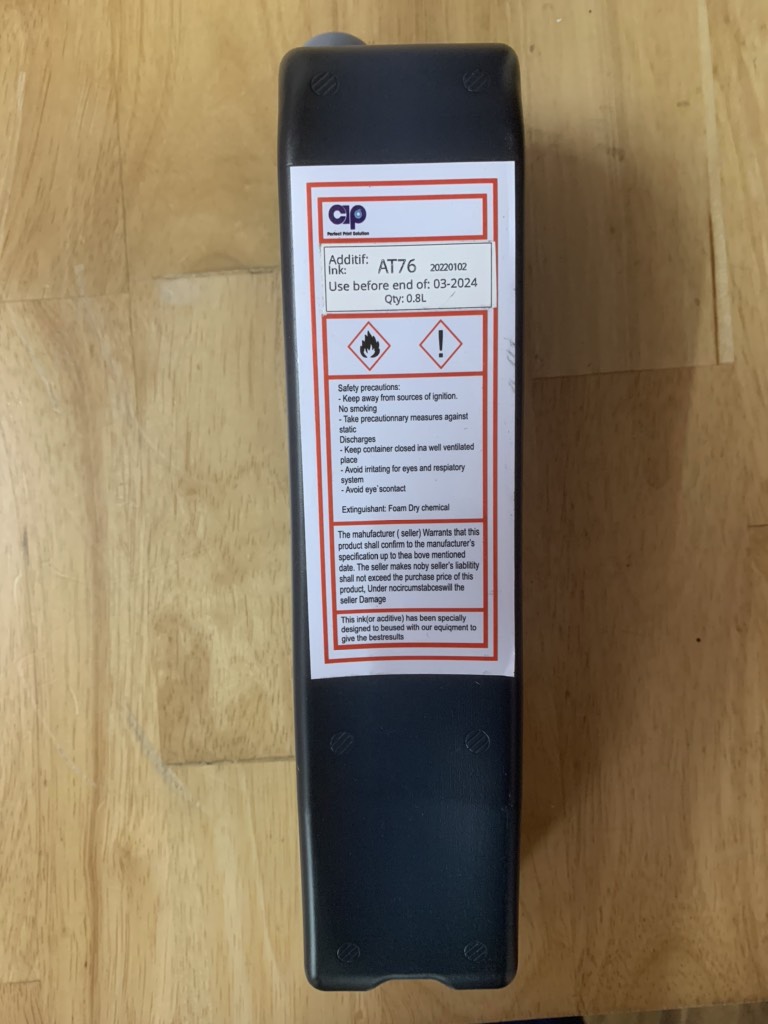 cip
Perfect Print Solution
Additif:
Ink: AT76 20220102
Use before end of: 03-2024
Qty: 0.8L
Safety precautions:
- Keep away from sources of ignition.
No smoking
- Take precautionnary measures against
static
Discharges
- Keep container closed ina well ventilated
place
- Avoid irritating for eyes and respiatory
system
- Avoid eye`scontact
Extinguishant: Foam Dry chemical
The mahufacturer ( seller) Warrants that this
product shall confirm to the manufacturer's
specification up to thea bove mentioned
date. The seller makes noby seller's liablitity
shall not exceed the purchase price of this
product, Under nocircumstabceswill the
seller Damage
This ink(or acditive) has been specially
designed to beused with our equiqment to
give the bestresults